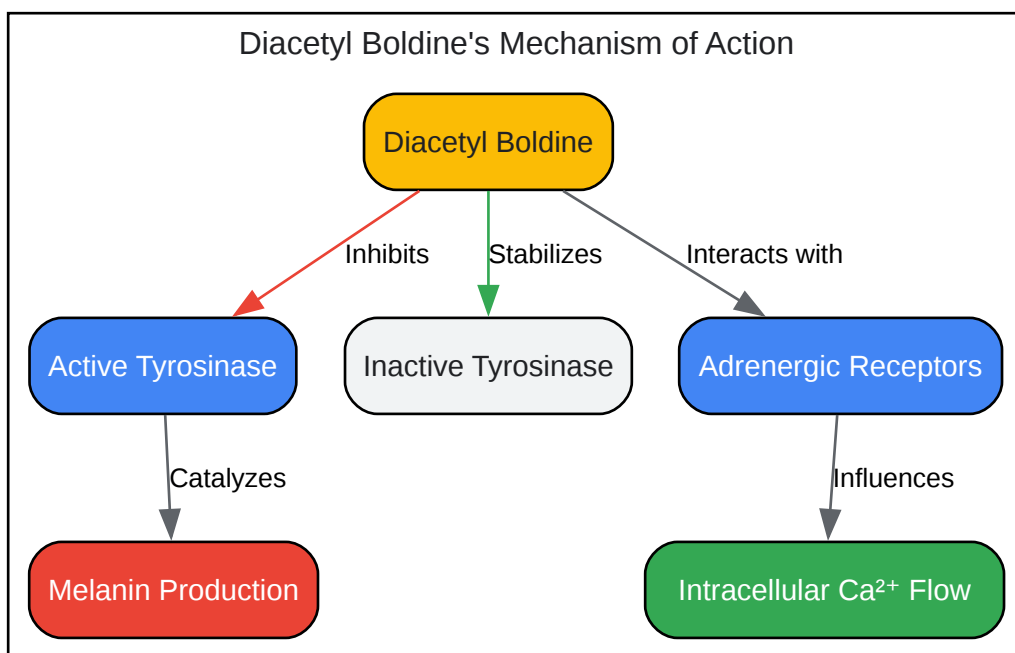 Diacetyl Boldine's Mechanism of Action
Diacetyl Boldine
Inhibits
Stabilizes
Interacts with
Active Tyrosinase
Inactive Tyrosinase
Adrenergic Receptors
Catalyzes
Influences
Melanin Production
Intracellular Ca²⁺ Flow